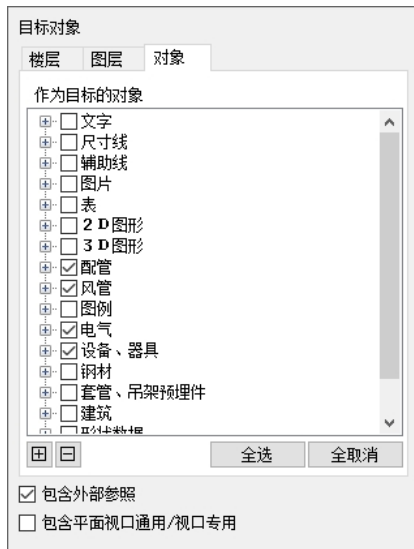 目标对象
楼层 图层 对象
作为目标的对象
文字
尺寸线
辅助线
图片
表
2D图形
3D图形
配管
风管
图例
电气
设备、器具
钢材
套管、吊架预埋件
建筑
形状数据
全选 全取消
包含外部参照
包含平面视口通用/视口专用